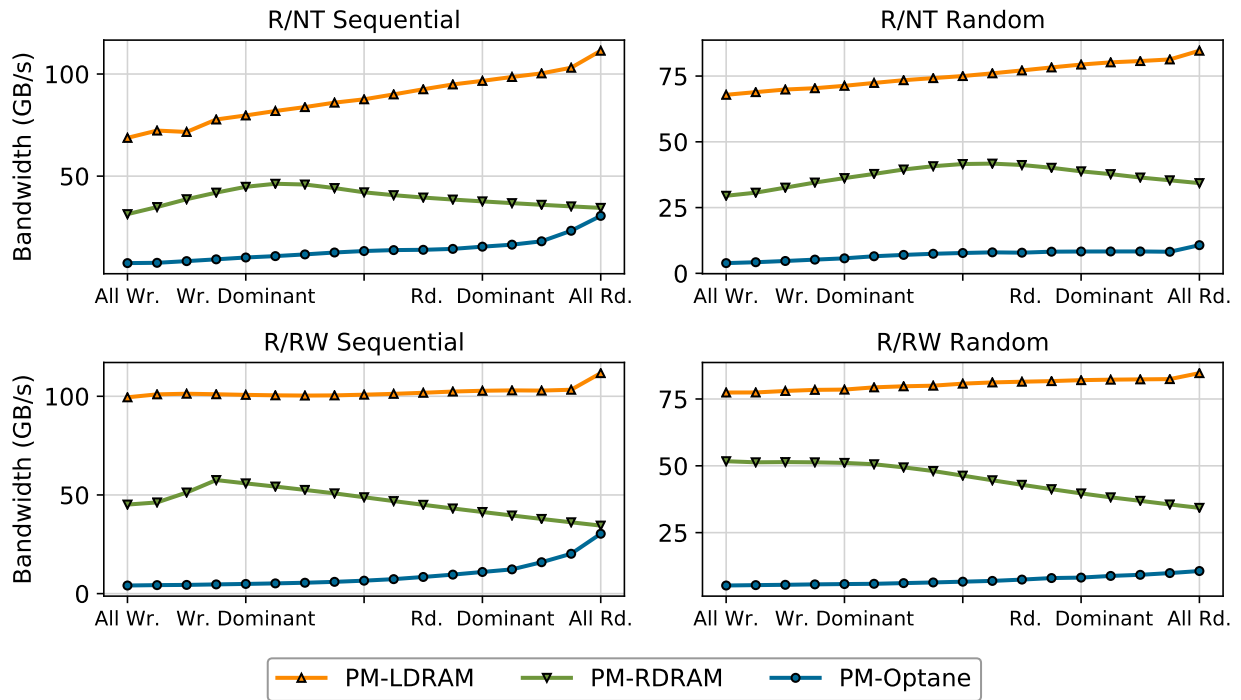 R/NT Sequential
R/NT Random
Bandwidth (GB/s)
100
50
75
50
25
0
All Wr. Wr. Dominant Rd. Dominant All Rd.
All Wr. Wr. Dominant Rd. Dominant All Rd.
R/RW Sequential
R/RW Random
Bandwidth (GB/s)
100
50
0
75
50
25
All Wr. Wr. Dominant Rd. Dominant All Rd.
All Wr. Wr. Dominant Rd. Dominant All Rd.
PM-LDRAM PM-RDRAM PM-Optane